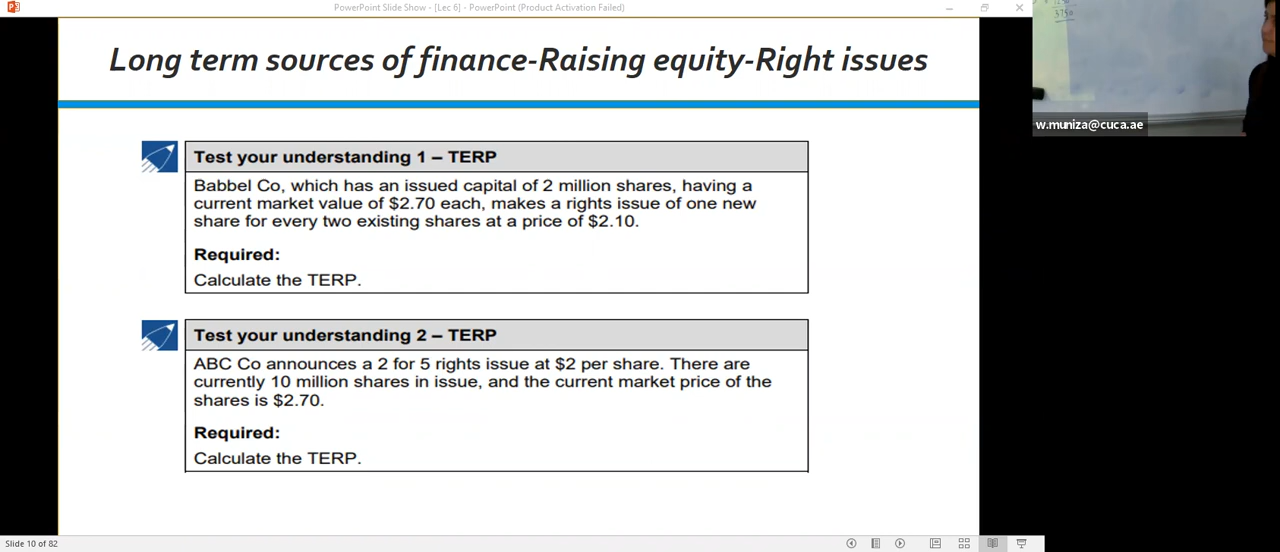 PowerPoint Slide Show - [Lec 6] - PowerPoint (Product Activation Failed)
Long term sources of finance-Raising equity-Right issues
Test your understanding 1 – TERP
Babbel Co, which has an issued capital of 2 million shares, having a
current market value of $2.70 each, makes a rights issue of one new
share for every two existing shares at a price of $2.10.
Required:
Calculate the TERP.
Test your understanding 2 – TERP
ABC Co announces a 2 for 5 rights issue at $2 per share. There are
currently 10 million shares in issue, and the current market price of the
shares is $2.70.
Required:
Calculate the TERP.
w.muniza@cuca.ae
Slide 10 of 82